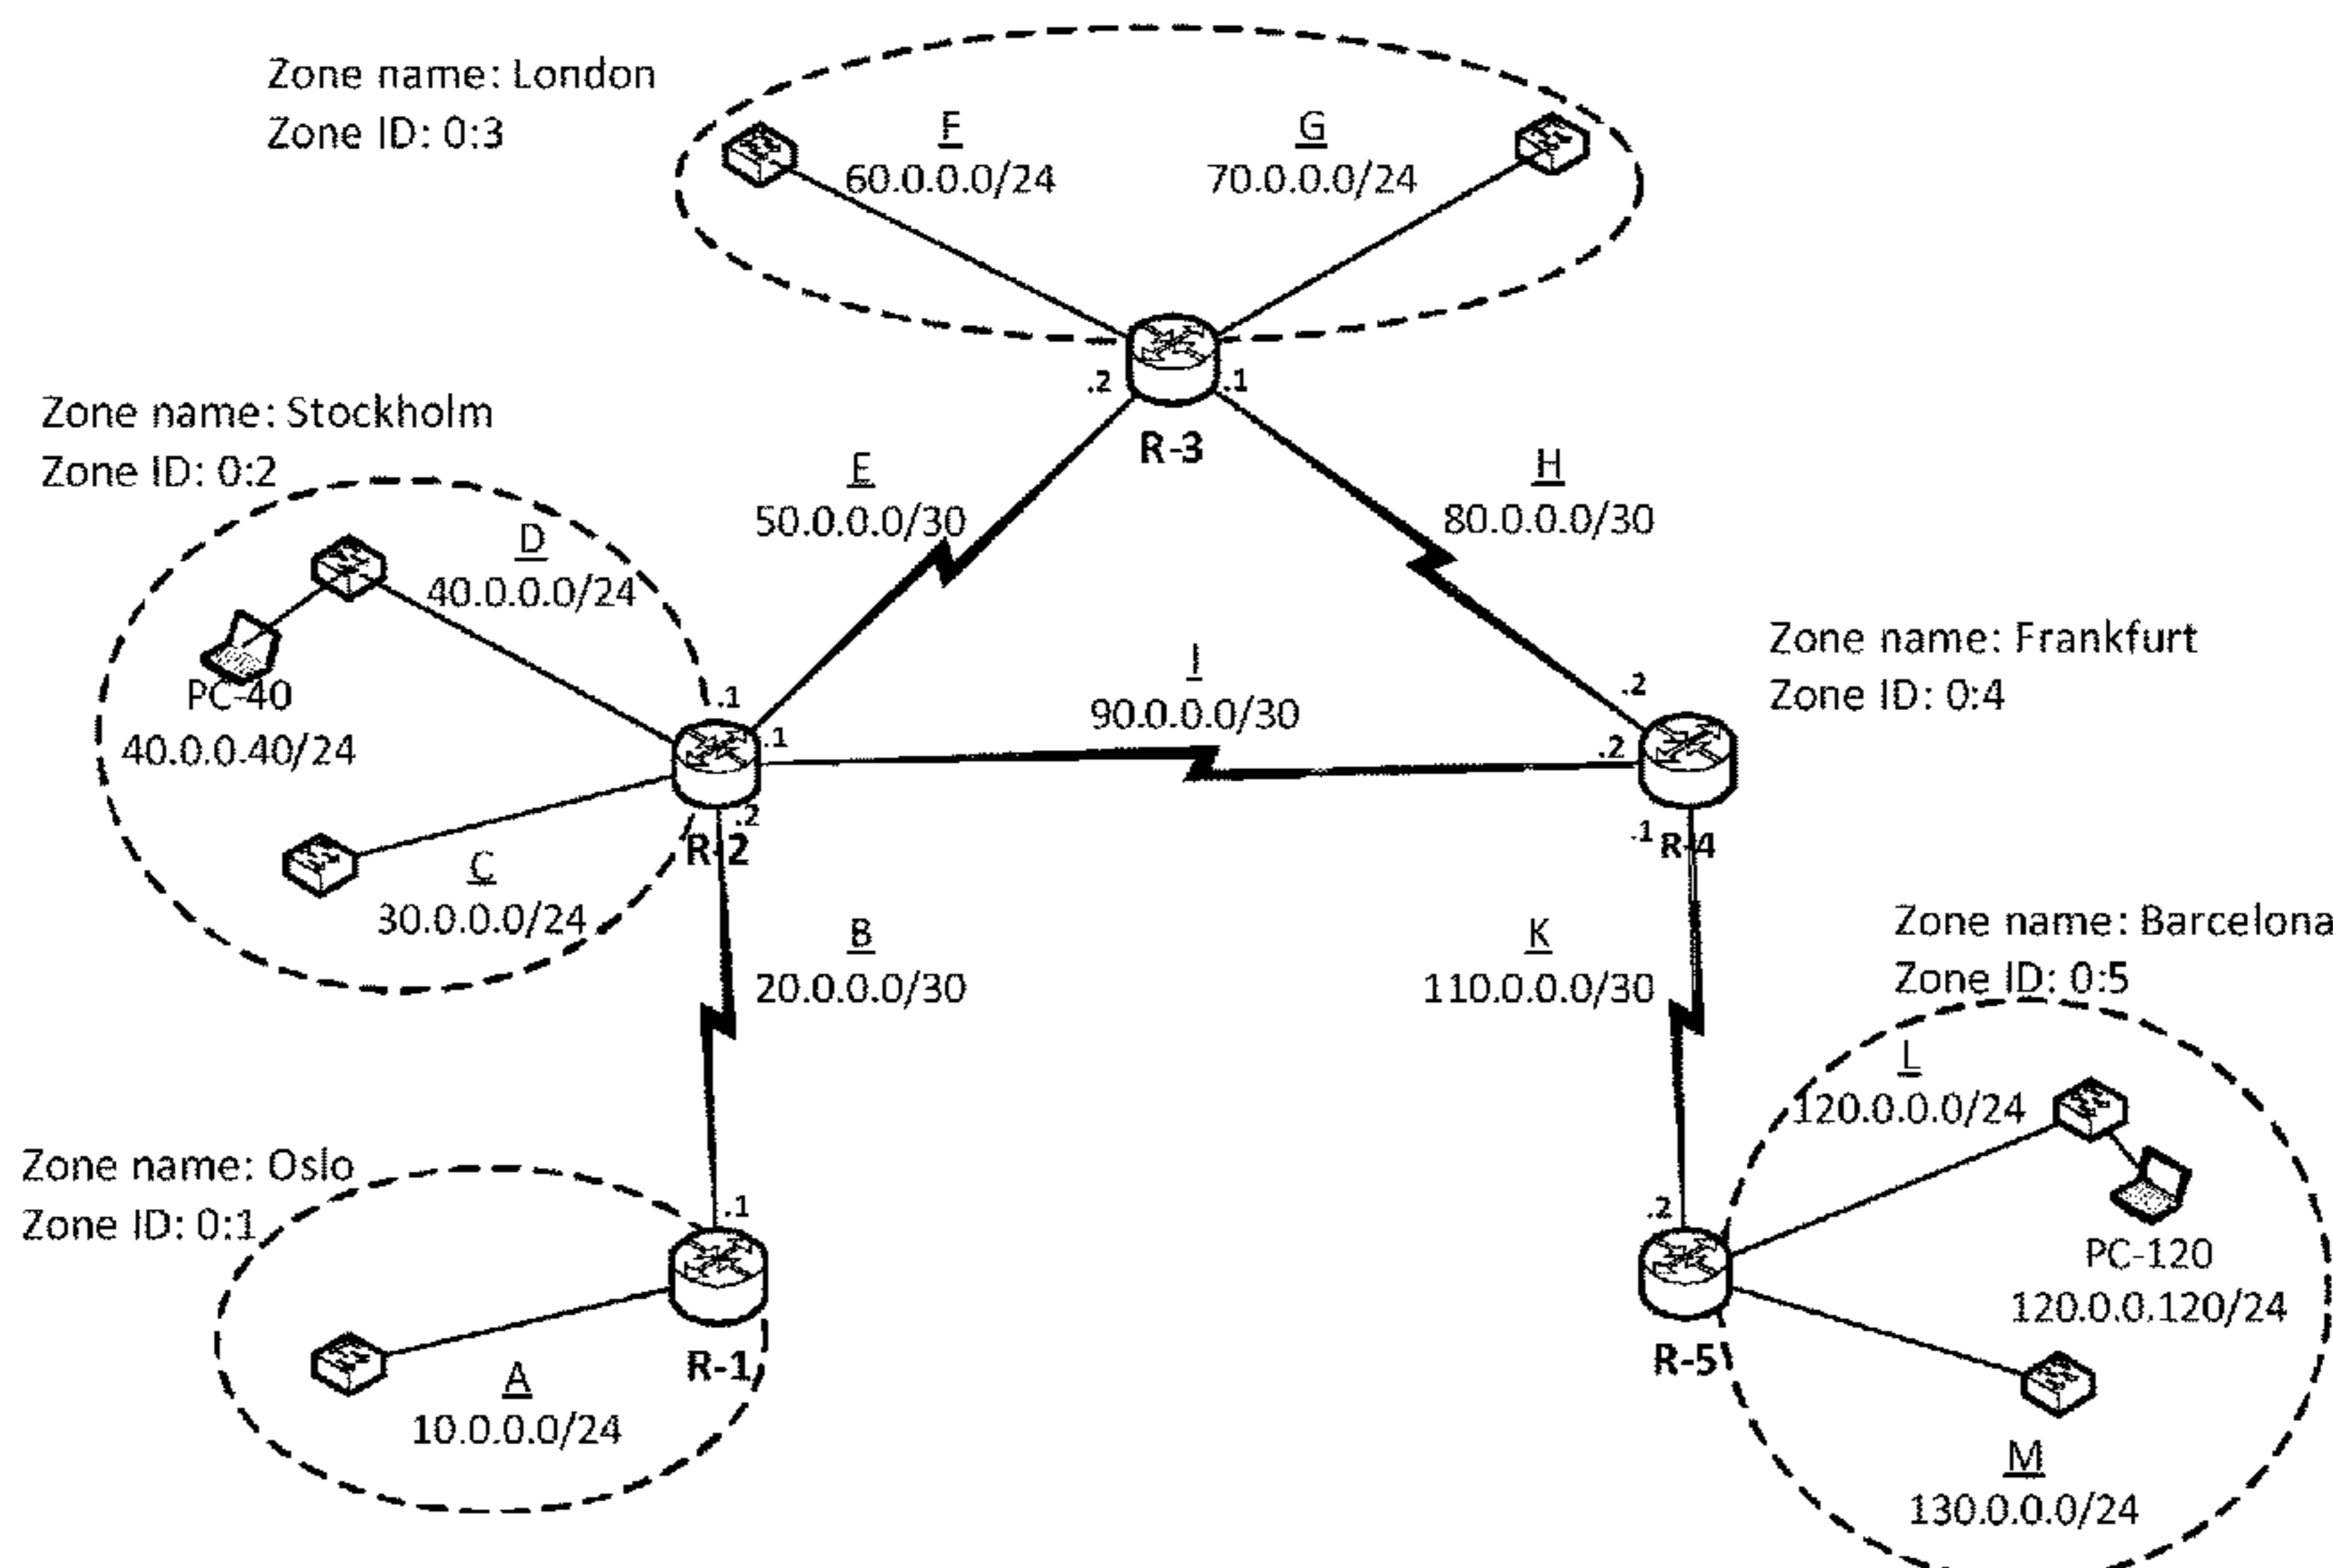 Zone name: London
Zone ID: 0:3
F
60.0.0.0/24
G
70.0.0.0/24
.2
.1
R-3
Zone name: Stockholm
Zone ID: 0:2
E
50.0.0.0/30
H
80.0.0.0/30
D
40.0.0.0/24
PC-40
40.0.0.40/24
.1
.1
I
90.0.0.0/30
Zone name: Frankfurt
Zone ID: 0:4
.2
.2
.2
R-2
.1
R-4
C
30.0.0.0/24
B
20.0.0.0/30
K
110.0.0.0/30
Zone name: Barcelona
Zone ID: 0:5
L
120.0.0.0/24
Zone name: Oslo
Zone ID: 0:1
.1
.2
PC-120
120.0.0.120/24
R-1
R-5
A
10.0.0.0/24
M
130.0.0.0/24